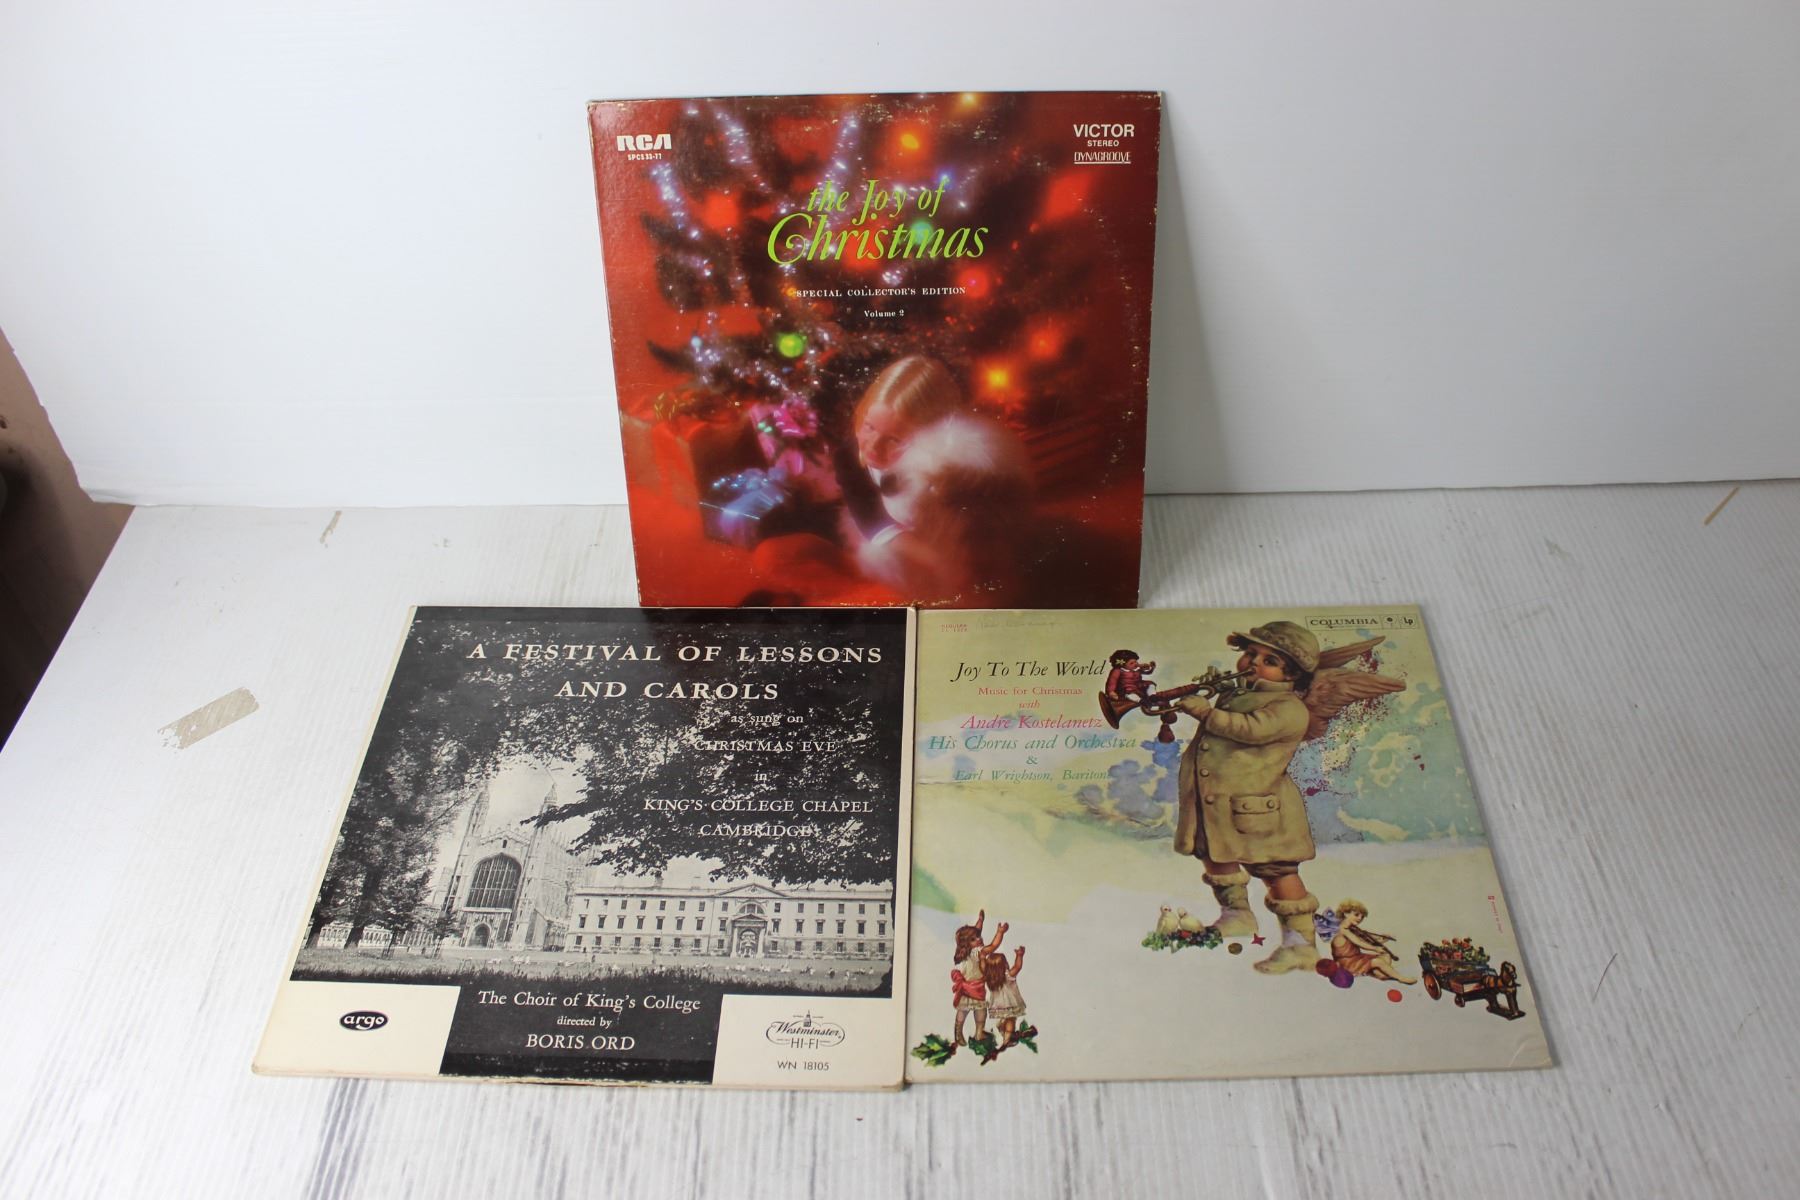 RCA
SPCS 33-77
VICTOR
STEREO
DYNAGROOVE
the Joy of
Christmas
SPECIAL COLLECTOR'S EDITION
Volume 2
A FESTIVAL OF LESSONS
AND CAROLS
as sung on
CHRISTMAS EVE
in
KING'S COLLEGE CHAPEL
CAMBRIDGE
The Choir of King's College
directed by
BORIS ORD
argo
Westminster
HI-FI
WN 18105
COLUMBIA
Lp
Joy To The World
Music for Christmas
with
Andre Kostelanetz
His Chorus and Orchestra
&
Earl Wrightson, Baritone